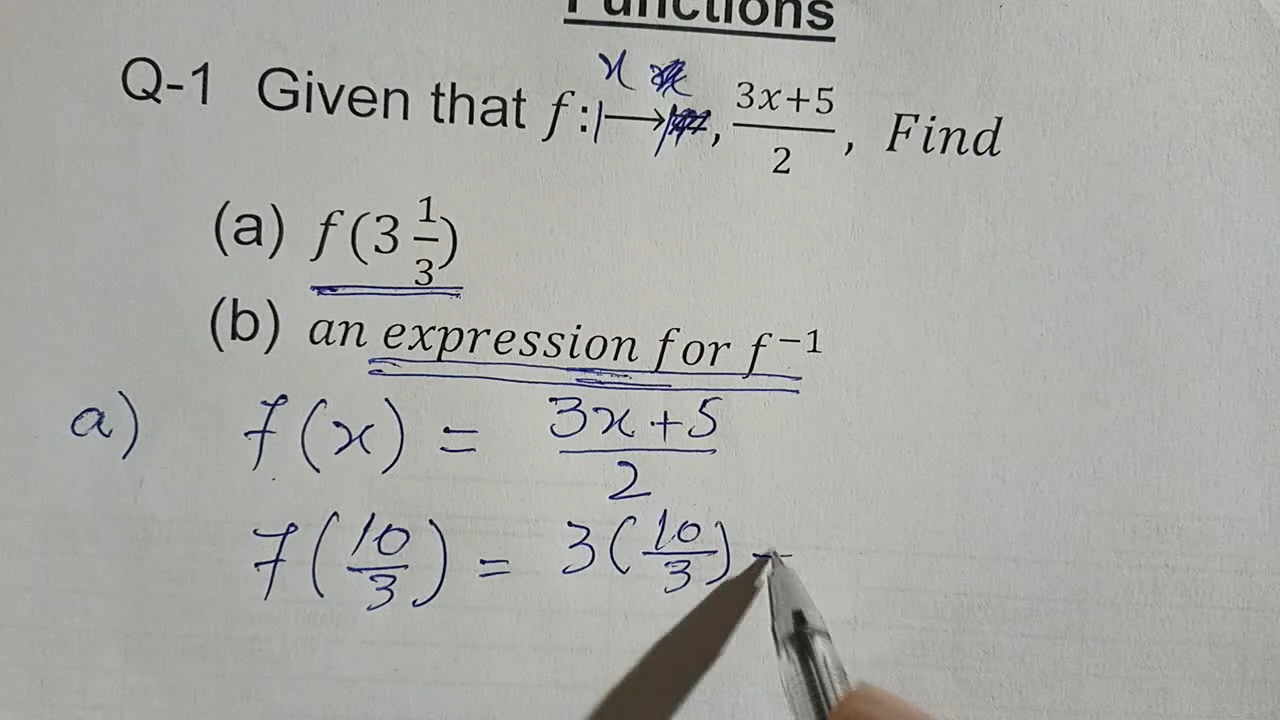 Functions
Q-1 Given that f: x ⟼, 3x+5/2, Find
(a) f(3 1/3)
(b) an expression for f⁻¹
a) f(x) = 3x+5/2
f(10/3) = 3(10/3)